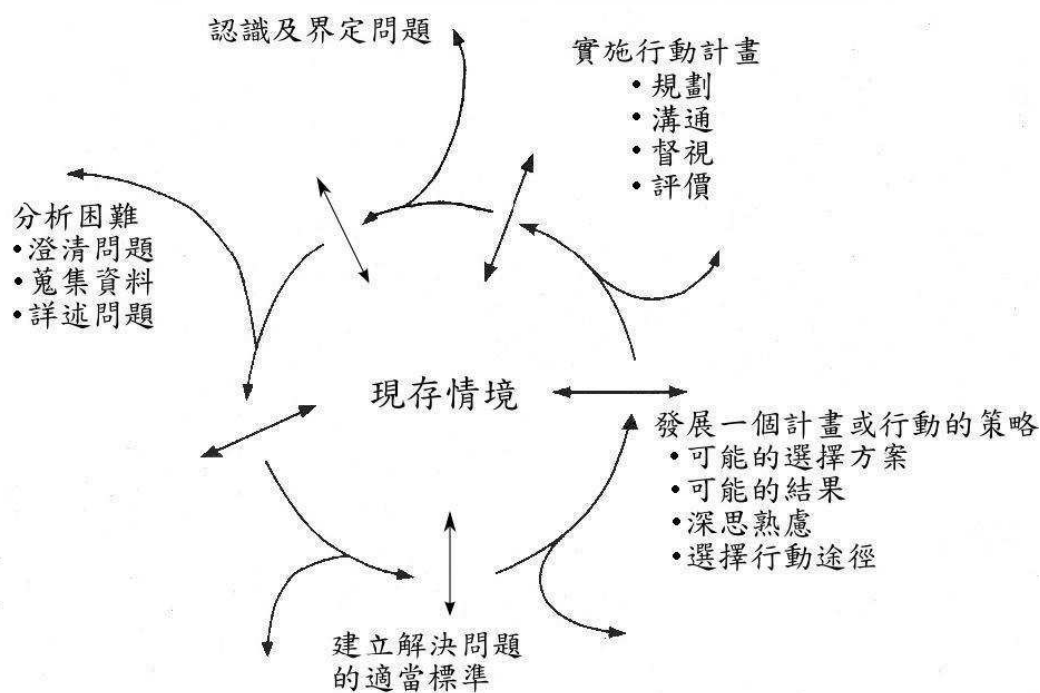 認識及界定問題
實施行動計畫
•規劃
•溝通
•督視
•評價
分析困難
•澄清問題
•蒐集資料
•詳述問題
現存情境
發展一個計畫或行動的策略
•可能的選擇方案
•可能的結果
•深思熟慮
•選擇行動途徑
建立解決問題
的適當標準